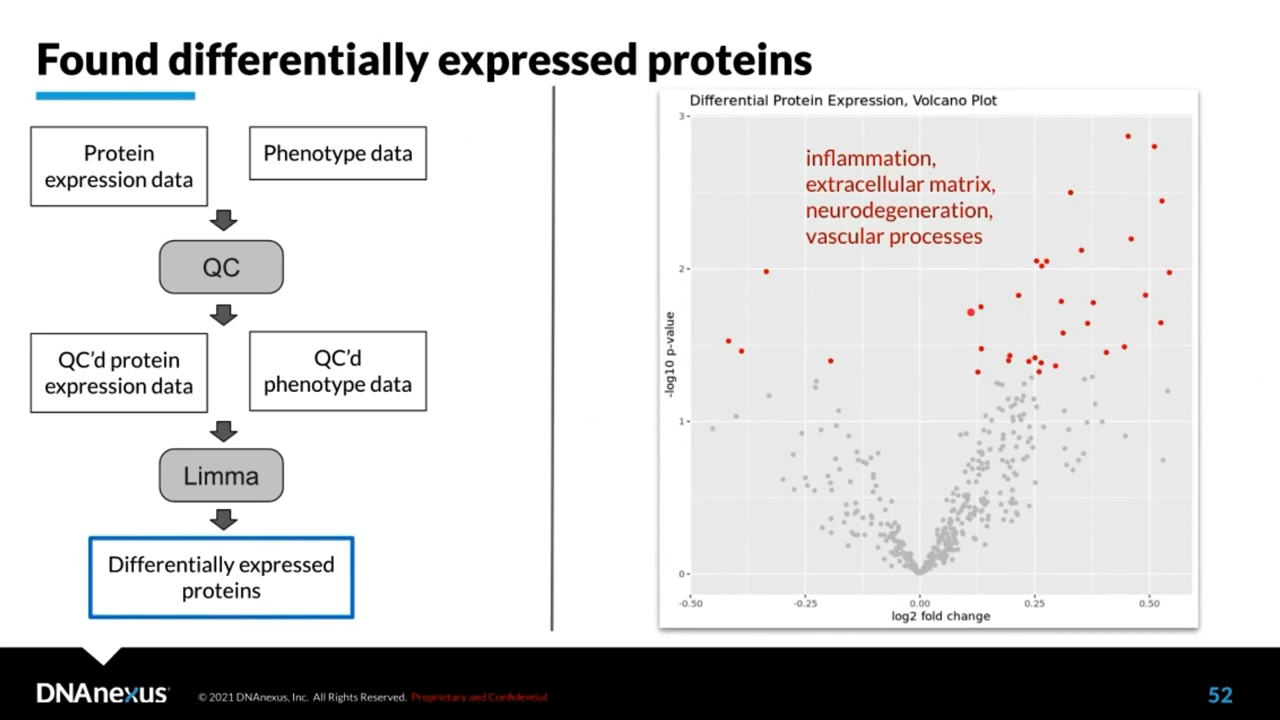 Found differentially expressed proteins
Protein
expression data
Phenotype data
QC
QC’d protein
expression data
QC’d
phenotype data
Limma
Differentially expressed
proteins
Differential Protein Expression, Volcano Plot
inflammation,
extracellular matrix,
neurodegeneration,
vascular processes
-log10 p-value
3
2
1
0
-0.50
-0.25
0.00
0.25
0.50
log2 fold change
DNAnexus
© 2021 DNAnexus, Inc. All Rights Reserved. Proprietary and Confidential.
52